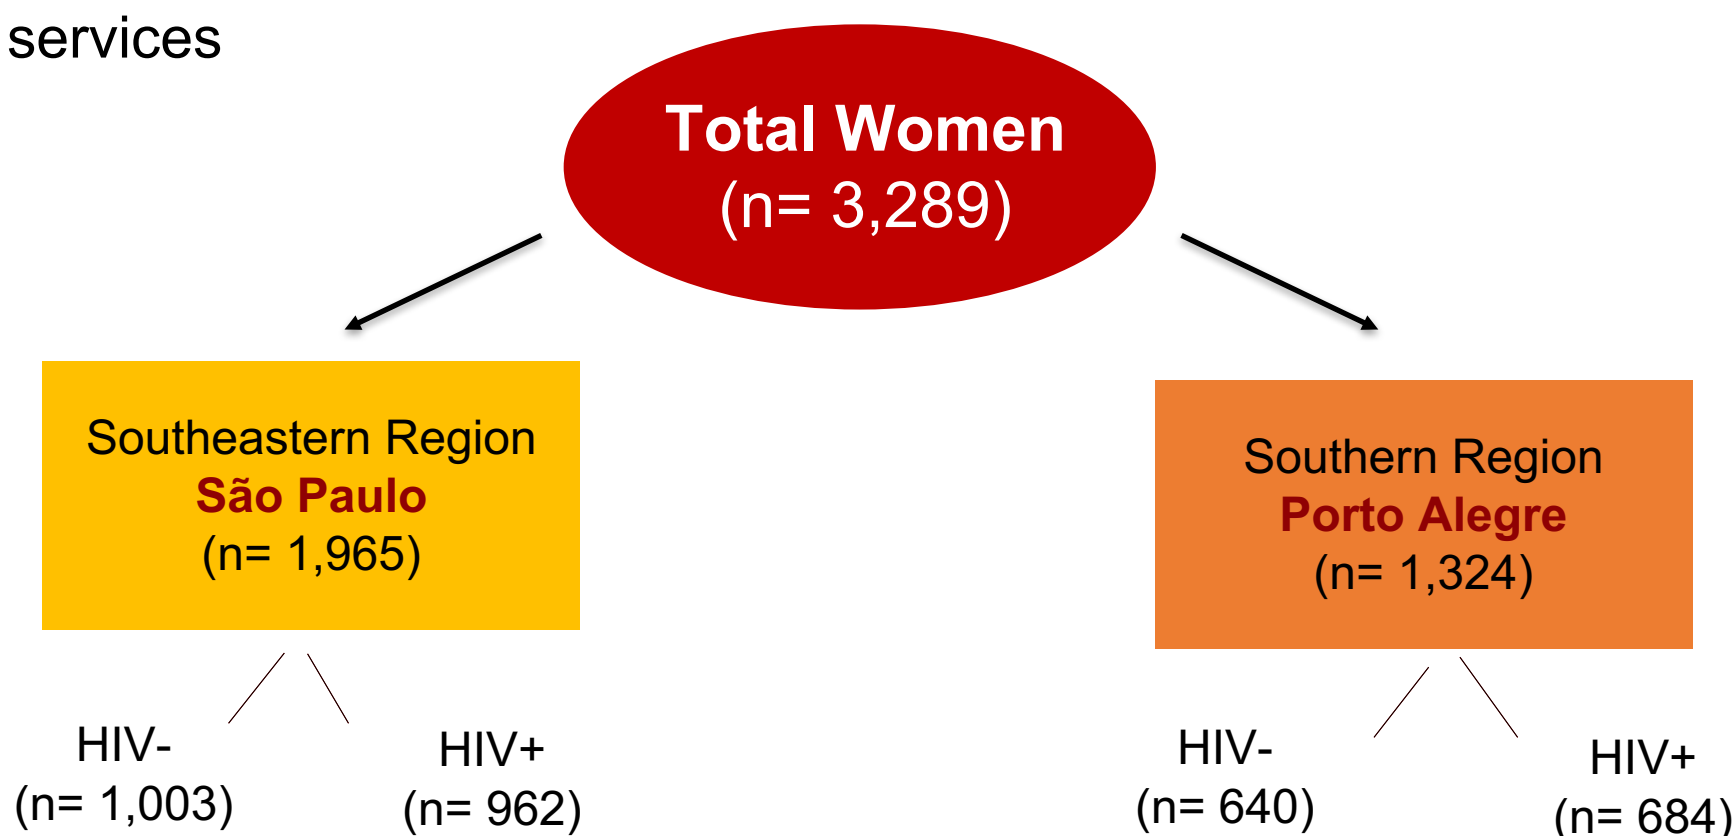 services
Total Women
(n= 3,289)
Southeastern Region
São Paulo
(n= 1,965)
Southern Region
Porto Alegre
(n= 1,324)
HIV-
(n= 1,003)
HIV+
(n= 962)
HIV-
(n= 640)
HIV+
(n= 684)